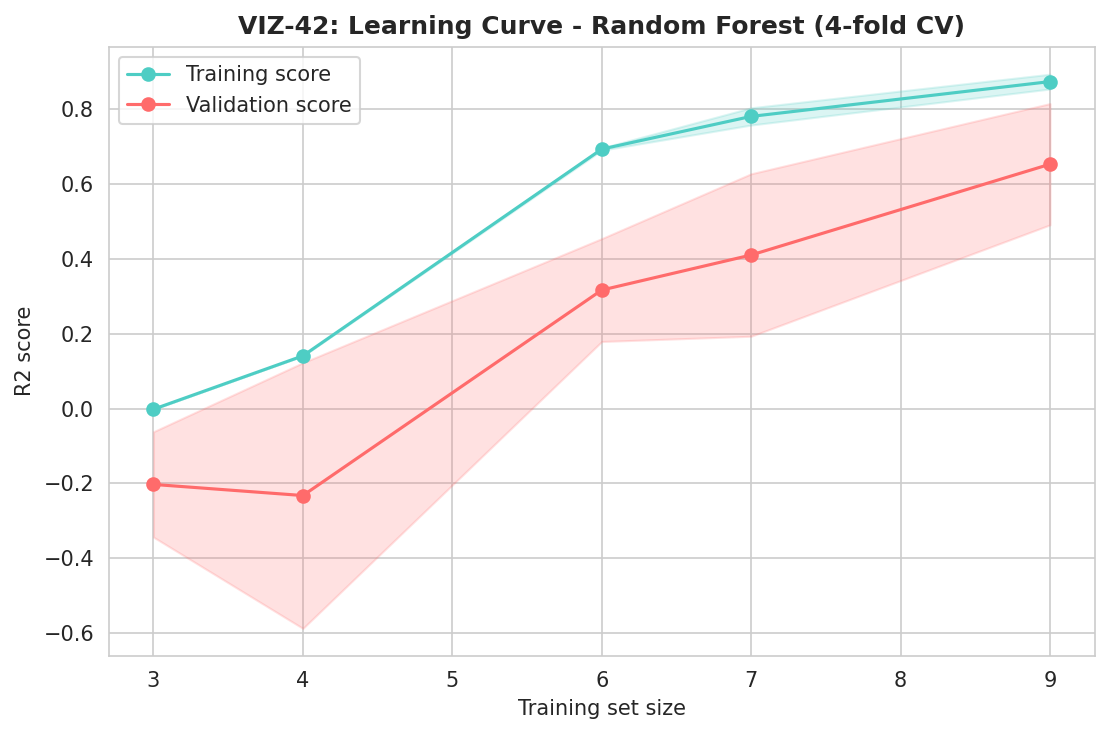 VIZ-42: Learning Curve - Random Forest (4-fold CV)
Training score
Validation score
R2 score
0.8
0.6
0.4
0.2
0.0
−0.2
−0.4
−0.6
3 4 5 6 7 8 9
Training set size